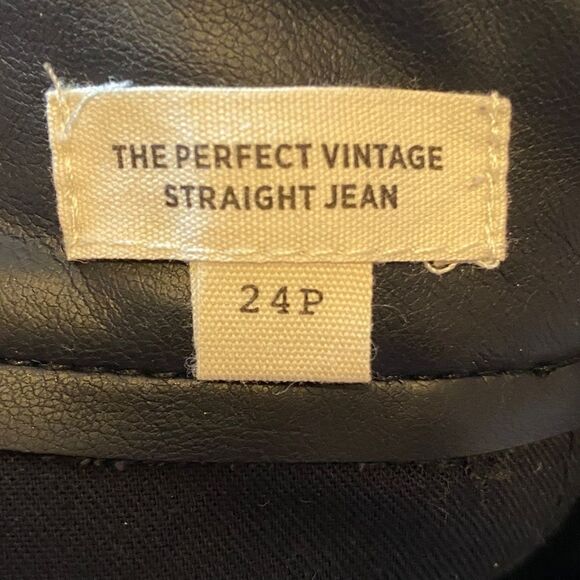 THE PERFECT VINTAGE
STRAIGHT JEAN
24P